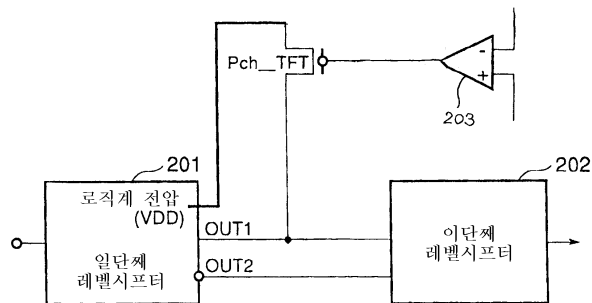 Pch__TFT
-
+
203
201
202
로직계 전압
(VDD)
OUT1
일단째
레벨시프터
OUT2
이단째
레벨시프터